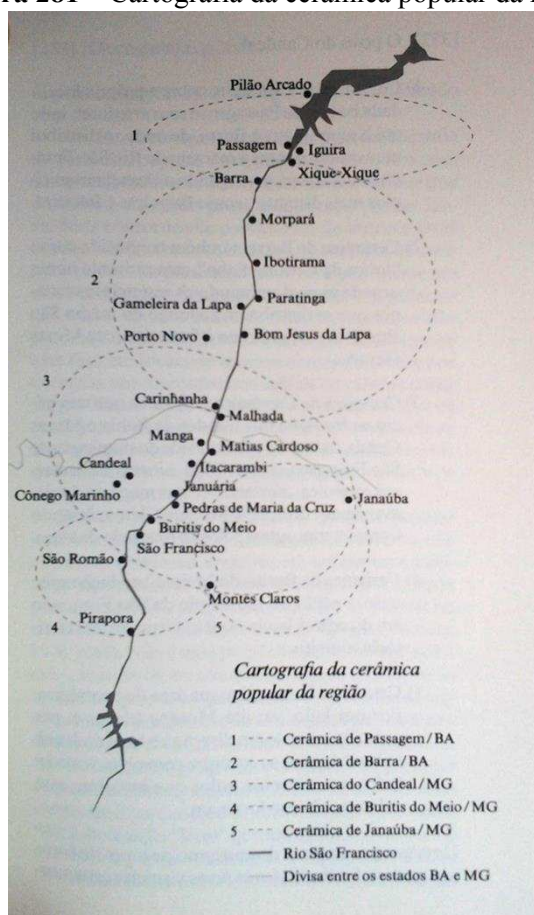 Cartografia da cerâmica popular da
Pilão Arcado
1
Passagem
Iguira
Xique-Xique
Barra
Morpará
Ibotirama
2
Paratinga
Gameleira da Lapa
Bom Jesus da Lapa
Porto Novo
3
Carinhanha
Malhada
Manga
Matias Cardoso
Candeal
Itacarambi
Cônego Marinho
Januária
Janaúba
Pedras de Maria da Cruz
Buritis do Meio
São Francisco
São Romão
Montes Claros
Pirapora
4
5
Cartografia da cerâmica
popular da região
1 Cerâmica de Passagem/BA
2 Cerâmica de Barra/BA
3 Cerâmica do Candeal/MG
4 Cerâmica de Buritis do Meio/MG
5 Cerâmica de Janaúba/MG
Rio São Francisco
Divisa entre os estados BA e MG